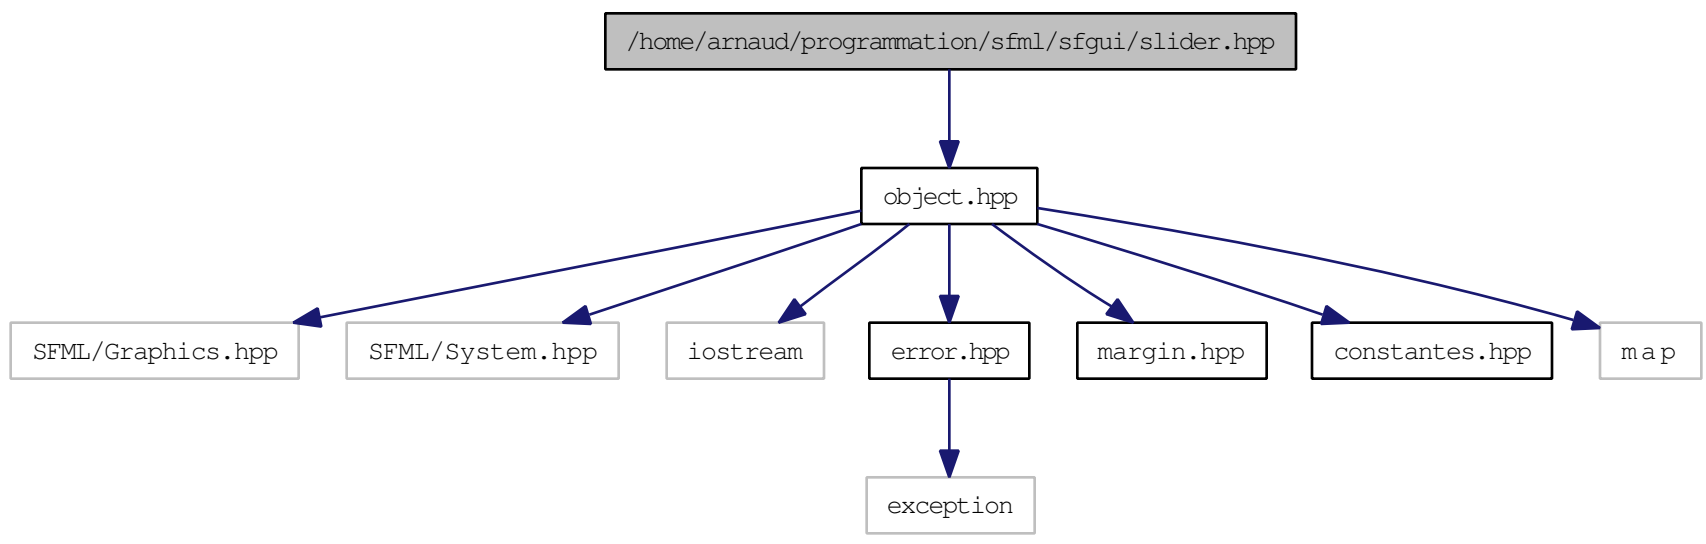 /home/arnaud/programmation/sfml/sfgui/slider.hpp
object.hpp
SFML/Graphics.hpp
SFML/System.hpp
iostream
error.hpp
margin.hpp
constantes.hpp
map
exception